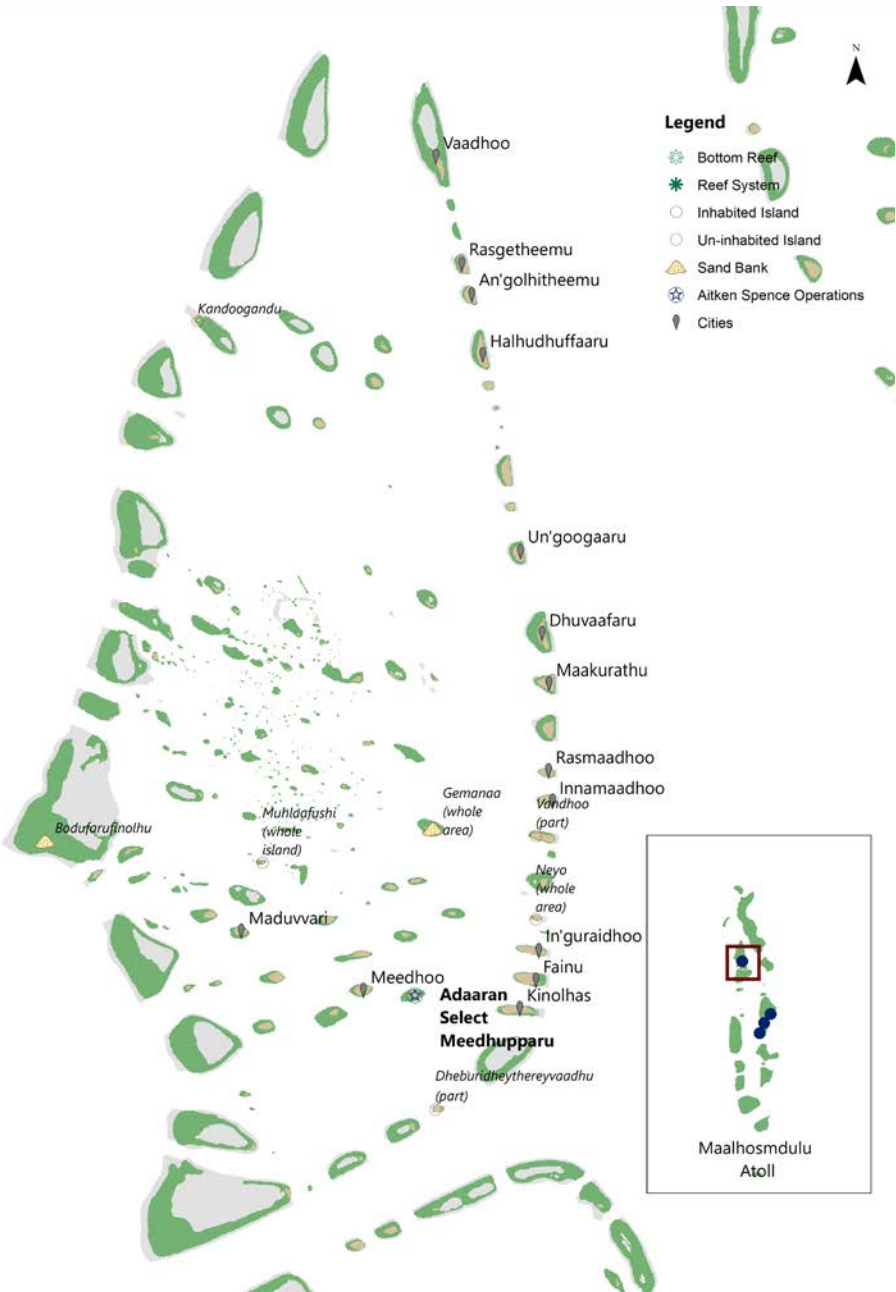 N
Legend
Bottom Reef
Reef System
Inhabited Island
Un-inhabited Island
Sand Bank
Aitken Spence Operations
Cities
Vaadhoo
Rasgetheemu
An'golhitheemu
Kandoogandu
Halhudhuffaaru
Un'googaaru
Dhuvaafaru
Maakurathu
Rasmaadhoo
Innamaadhoo
Vandhoo
(part)
Gemanaa
(whole
area)
Muhlaafushi
(whole
island)
Bodufarufinolhu
Neyo
(whole
area)
Maduvvari
In'guraidhoo
Fainu
Meedhoo
Kinolhas
Adaaran
Select
Meedhupparu
Dheburidheythereyvaadhu
(part)
Maalhosmdulu
Atoll